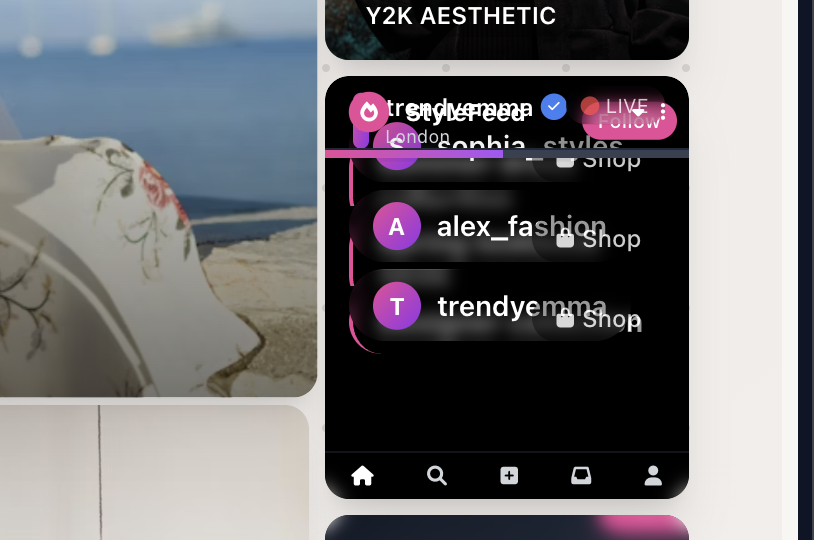 Y2K AESTHETIC
trendyemma
LIVE
StyleFeed
Follow
London
S
sophia_styles
Shop
A
alex_fashion
Shop
T
trendyemma
Shop